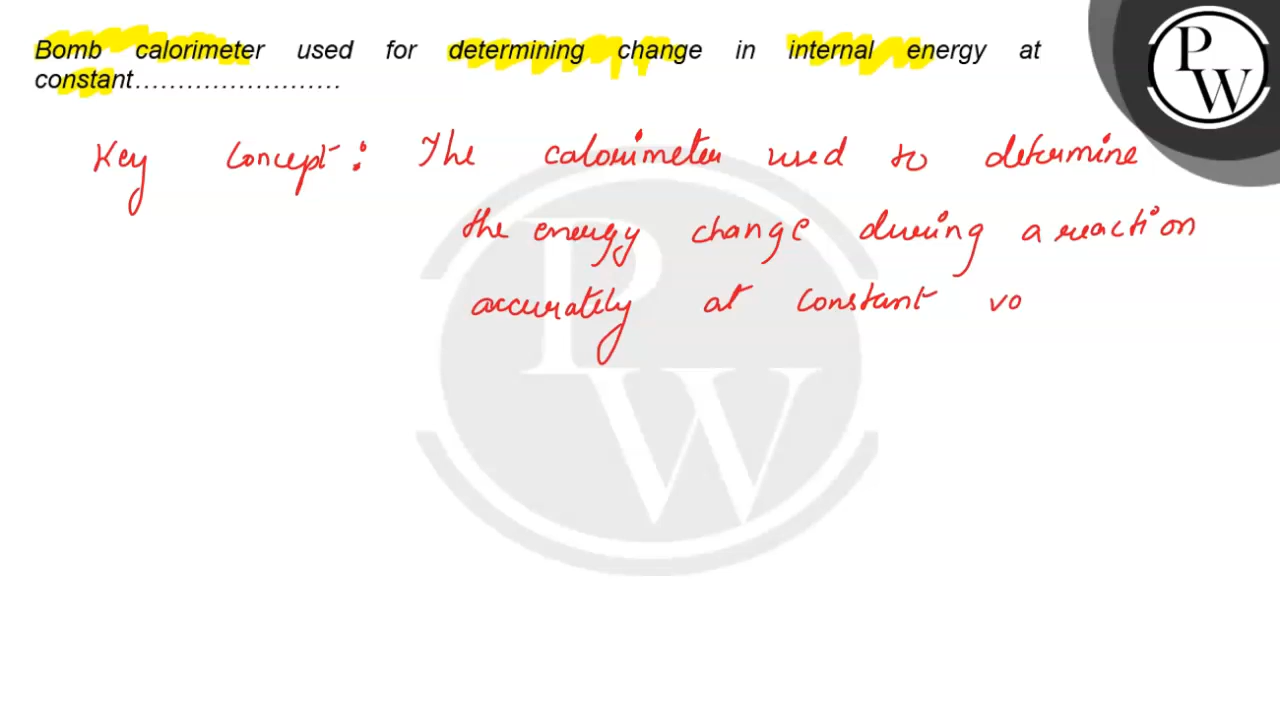 Bomb calorimeter used for determining change in internal energy at
constant........................
P
W
Key Concept : The calorimeter used to determine
the energy change during a reaction
accurately at constant vo
P
W